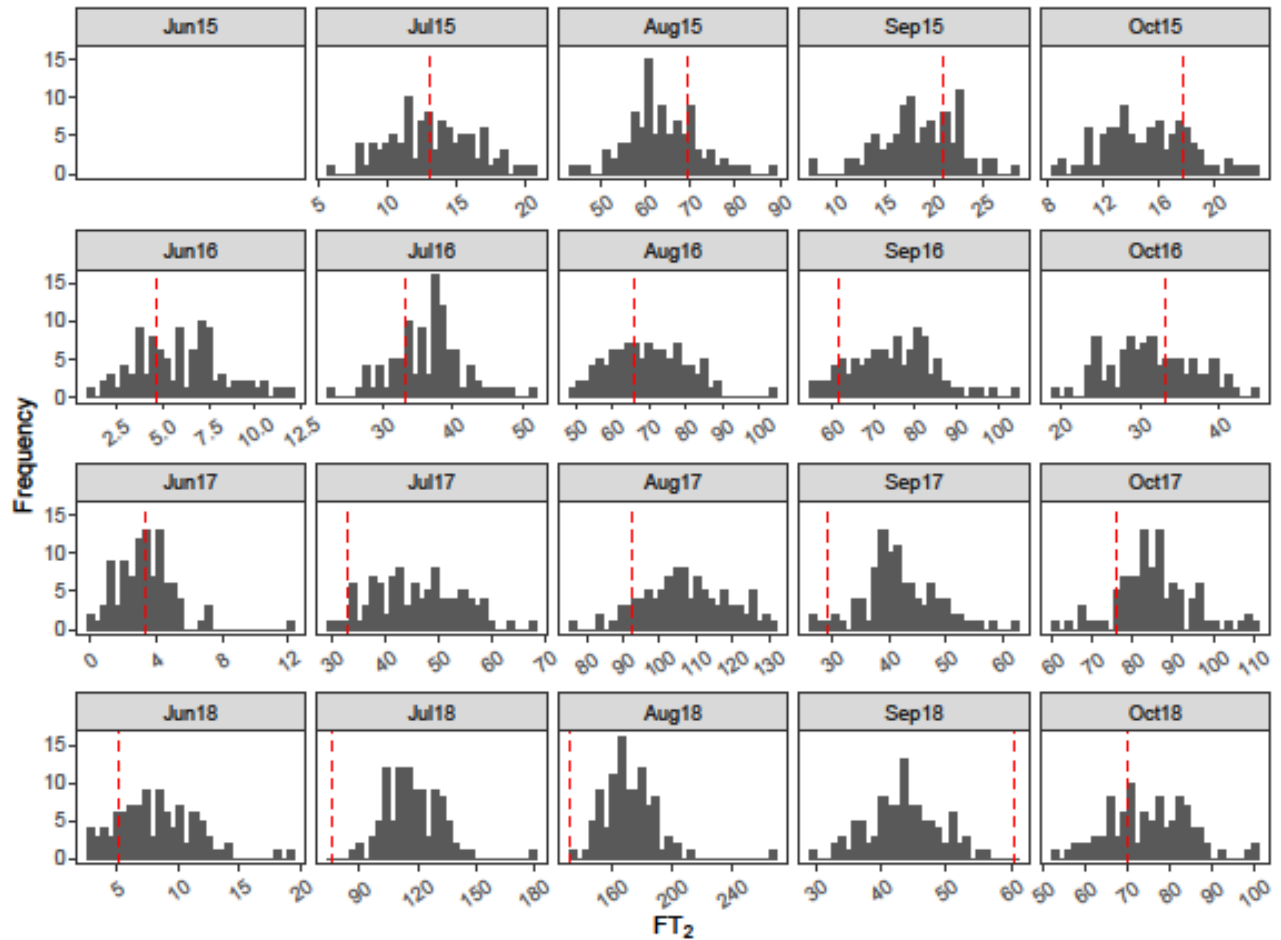 Jun15 Jul15 Aug15 Sep15 Oct15
15
10
5
0
5 10 15 20 50 60 70 80 90 10 15 20 25 8 12 16 20
Jun16 Jul16 Aug16 Sep16 Oct16
15
10
5
0
2.5 5.0 7.5 10.0 12.5 30 40 50 50 60 70 80 90 100 60 70 80 90 100 20 30 40
Frequency
Jun17 Jul17 Aug17 Sep17 Oct17
15
10
5
0
0 4 8 12 30 40 50 60 70 80 90 100 110 120 130 30 40 50 60 60 70 80 90 100 110
Jun18 Jul18 Aug18 Sep18 Oct18
15
10
5
0
5 10 15 20 90 120 150 180 160 200 240 30 40 50 60 50 60 70 80 90 100
FT₂